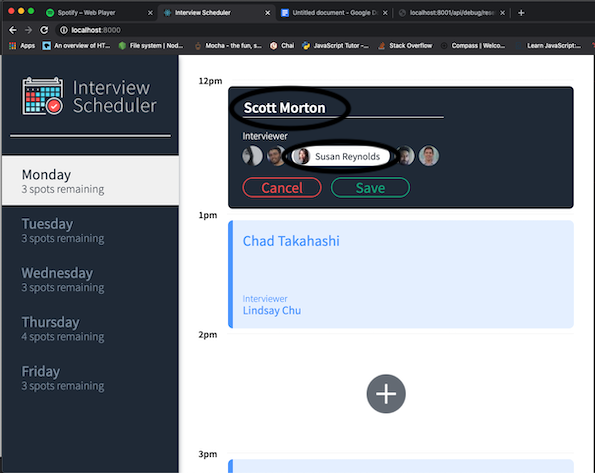 Spotify – Web Player
Interview Scheduler
Untitled document - Google Do
localhost:8001/api/debug/rese
localhost:8000
Apps
An overview of HT...
File system | Nod...
Mocha - the fun, s...
Chai
JavaScript Tutor –...
Stack Overflow
Compass | Welco...
Learn JavaScript:...
Interview
Scheduler
Monday
3 spots remaining
Tuesday
3 spots remaining
Wednesday
3 spots remaining
Thursday
4 spots remaining
Friday
3 spots remaining
12pm
Scott Morton
Interviewer
Susan Reynolds
Cancel
Save
1pm
Chad Takahashi
Interviewer
Lindsay Chu
2pm
3pm